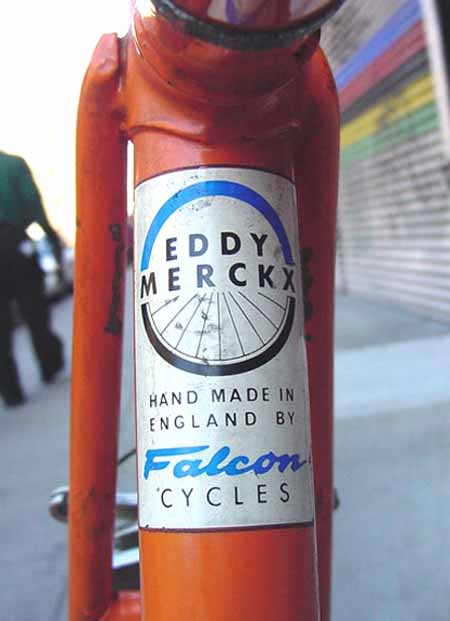 EDDY
MERCKX
HAND MADE IN
ENGLAND BY
Falcon
CYCLES